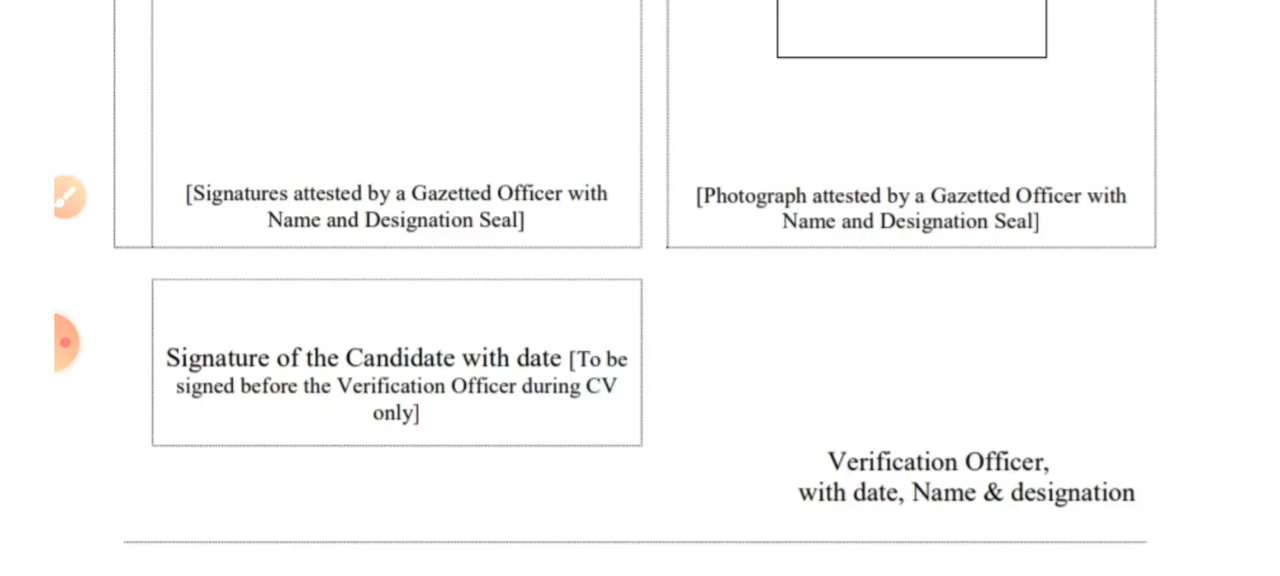 [Signatures attested by a Gazetted Officer with
Name and Designation Seal]
[Photograph attested by a Gazetted Officer with
Name and Designation Seal]
Signature of the Candidate with date [To be
signed before the Verification Officer during CV
only]
Verification Officer,
with date, Name & designation